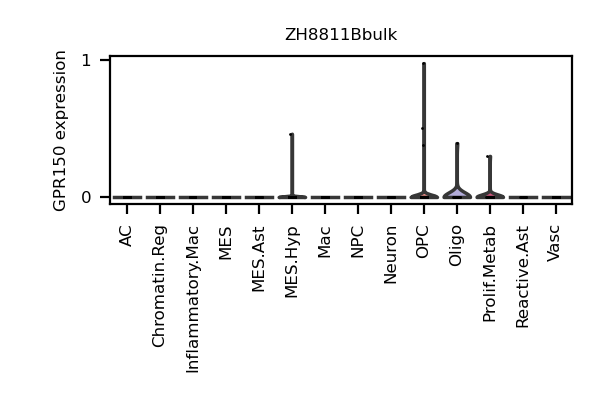 ZH8811Bbulk
GPR150 expression
1
0
AC
Chromatin.Reg
Inflammatory.Mac
MES
MES.Ast
MES.Hyp
Mac
NPC
Neuron
OPC
Oligo
Prolif.Metab
Reactive.Ast
Vasc